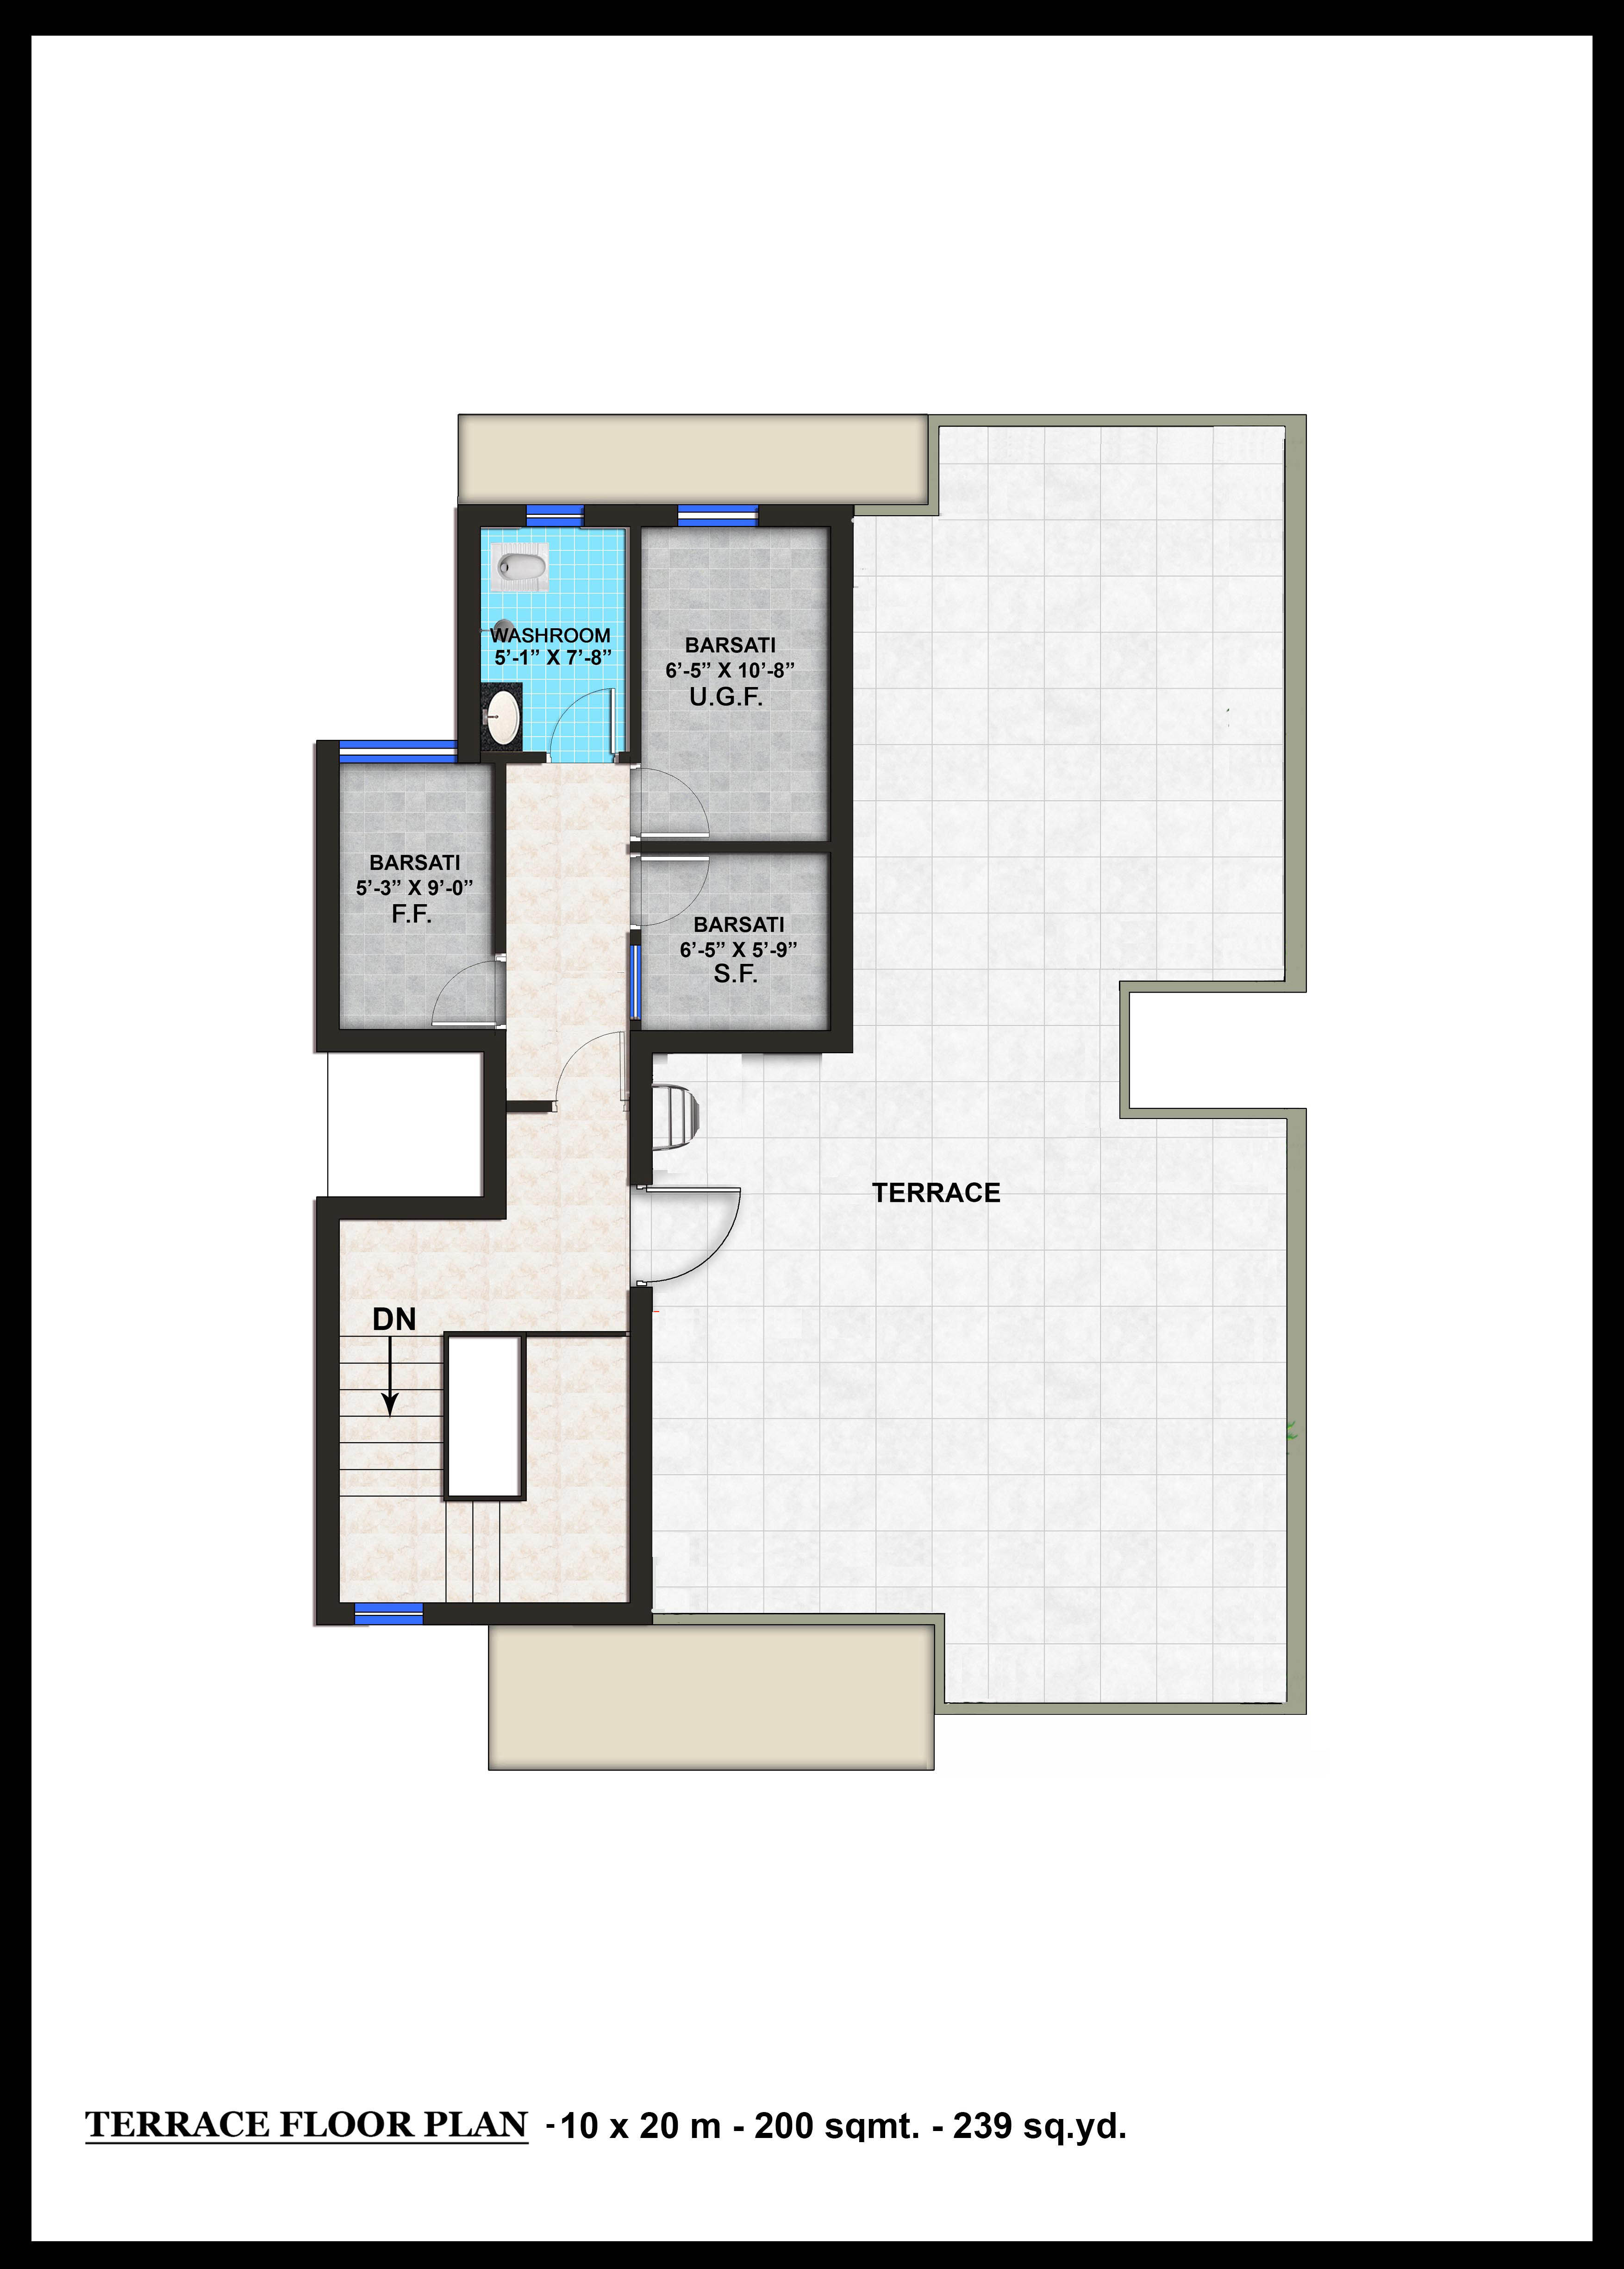 WASHROOM
5’-1” X 7’-8”
BARSATI
6’-5” X 10’-8”
U.G.F.
BARSATI
5’-3” X 9’-0”
F.F.
BARSATI
6’-5” X 5’-9”
S.F.
TERRACE
DN
TERRACE FLOOR PLAN -10 x 20 m - 200 sqmt. - 239 sq.yd.